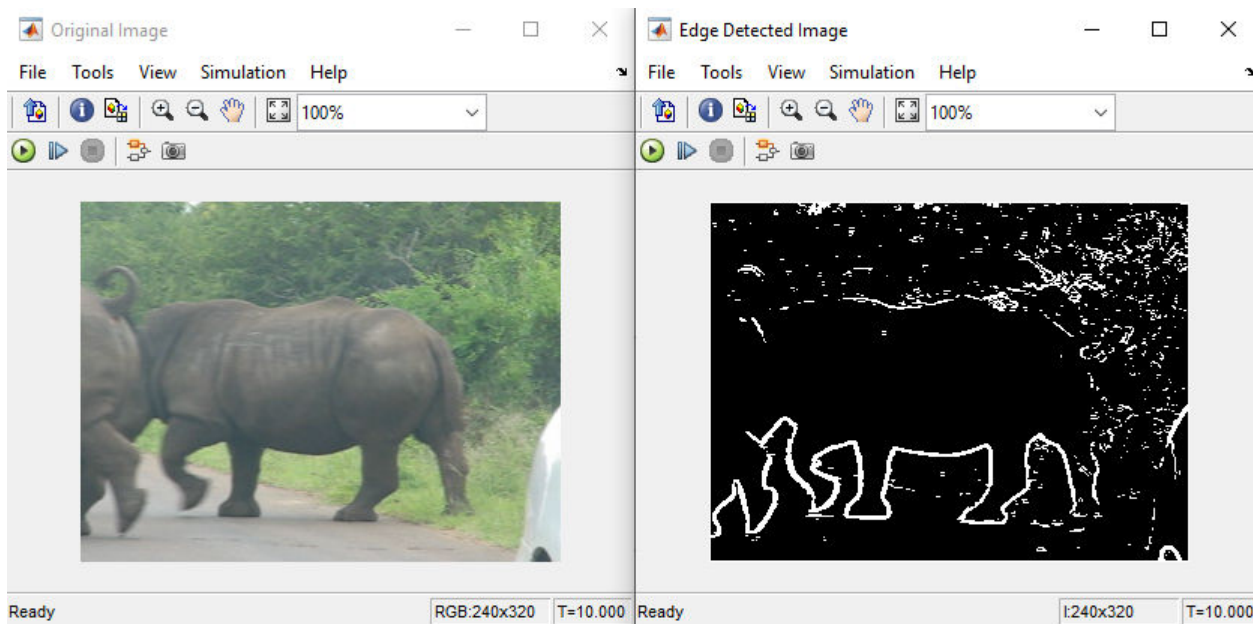 Original Image
File Tools View Simulation Help
100%
Ready RGB:240x320 T=10.000
Edge Detected Image
File Tools View Simulation Help
100%
Ready I:240x320 T=10.000